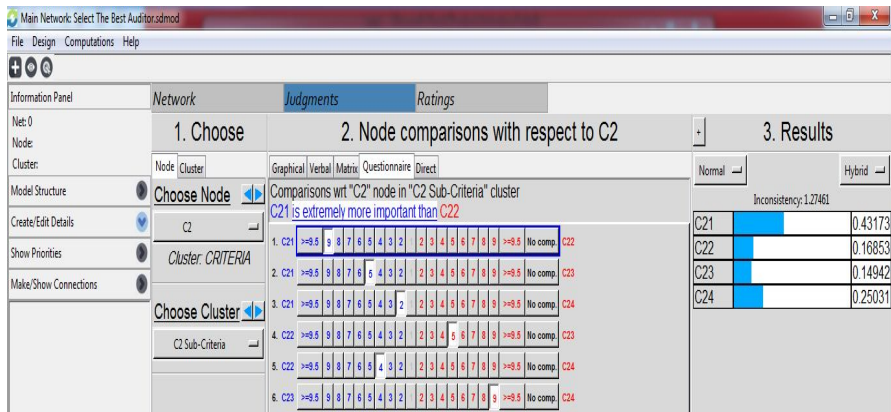 Main Network: Select The Best Auditor.sdmod
File Design Computations Help
Information Panel
Net: 0
Node:
Cluster:
Model Structure
Create/Edit Details
Show Priorities
Make/Show Connections
Network Judgments Ratings
1. Choose
Node Cluster
Choose Node
C2
Cluster: CRITERIA
Choose Cluster
C2 Sub-Criteria
2. Node comparisons with respect to C2
Graphical Verbal Matrix Questionnaire Direct
Comparisons wrt "C2" node in "C2 Sub-Criteria" cluster
C21 is extremely more important than C22
1. C21 >=9.5 9 8 7 6 5 4 3 2 1 2 3 4 5 6 7 8 9 >=9.5 No comp. C22
2. C21 >=9.5 9 8 7 6 5 4 3 2 1 2 3 4 5 6 7 8 9 >=9.5 No comp. C23
3. C21 >=9.5 9 8 7 6 5 4 3 2 1 2 3 4 5 6 7 8 9 >=9.5 No comp. C24
4. C22 >=9.5 9 8 7 6 5 4 3 2 1 2 3 4 5 6 7 8 9 >=9.5 No comp. C23
5. C22 >=9.5 9 8 7 6 5 4 3 2 1 2 3 4 5 6 7 8 9 >=9.5 No comp. C24
6. C23 >=9.5 9 8 7 6 5 4 3 2 1 2 3 4 5 6 7 8 9 >=9.5 No comp. C24
+ 3. Results
Normal Hybrid
Inconsistency: 1.27461
C21 0.43173
C22 0.16853
C23 0.14942
C24 0.25031